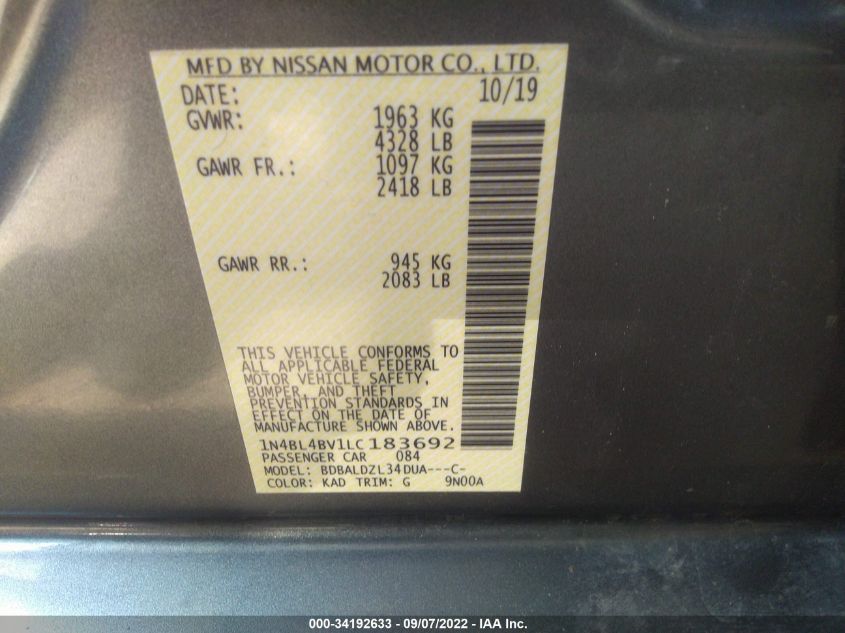 MFD BY NISSAN MOTOR CO., LTD.
DATE: 10/19
GVWR: 1963 KG
4328 LB
GAWR FR.: 1097 KG
2418 LB
GAWR RR.: 945 KG
2083 LB
THIS VEHICLE CONFORMS TO
ALL APPLICABLE FEDERAL
MOTOR VEHICLE SAFETY,
BUMPER, AND THEFT
PREVENTION STANDARDS IN
EFFECT ON THE DATE OF
MANUFACTURE SHOWN ABOVE.
1N4BL4BV1LC183692
PASSENGER CAR 084
MODEL: BDBALDZL34DUA---C-
COLOR: KAD TRIM: G 9N00A
000-34192633 - 09/07/2022 - IAA Inc.